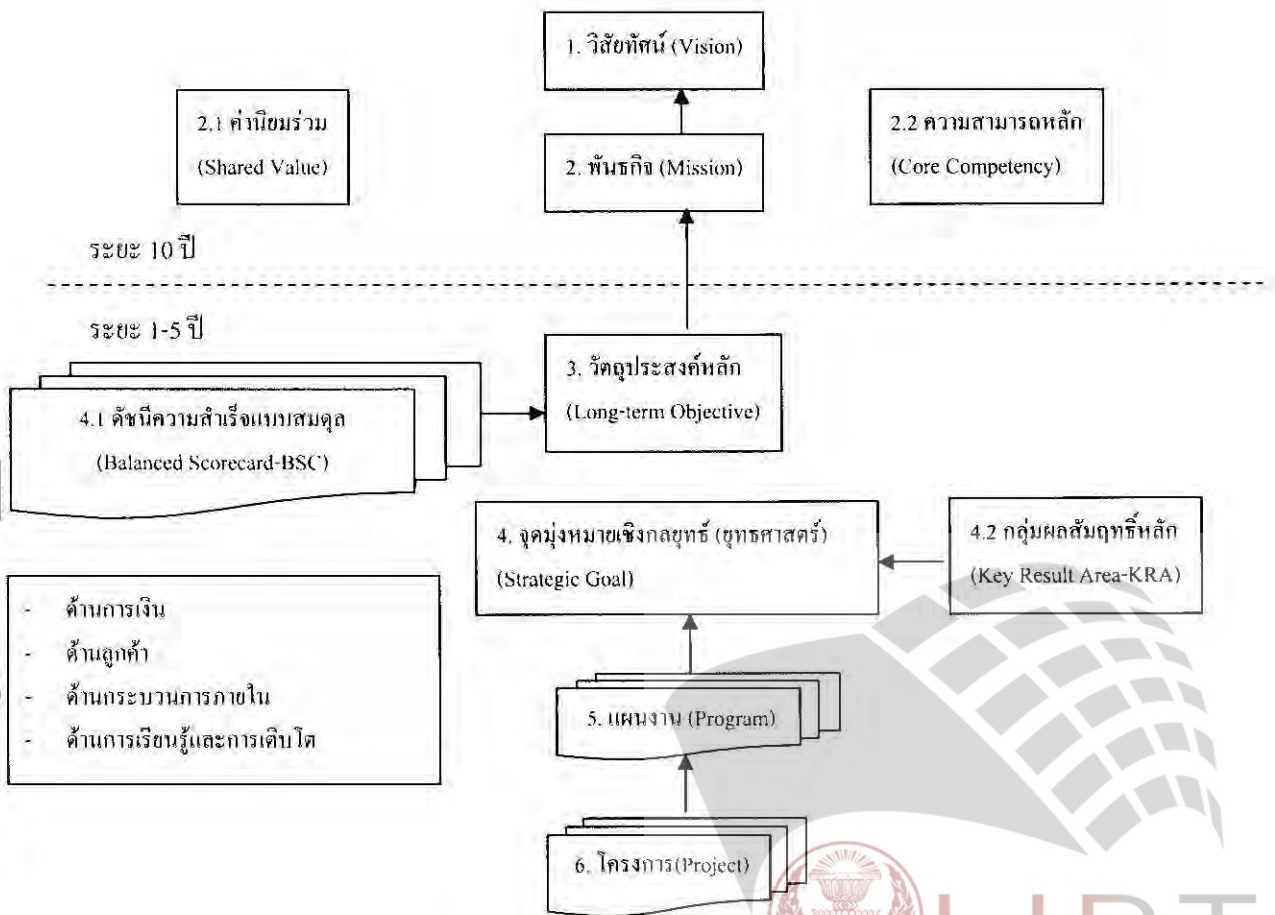 1. วิสัยทัศน์ (Vision)
2.1 ค่านิยมร่วม
(Shared Value)
2. พันธกิจ (Mission)
2.2 ความสามารถหลัก
(Core Competency)
ระยะ 10 ปี
ระยะ 1-5 ปี
3. วัตถุประสงค์หลัก
(Long-term Objective)
4.1 ดัชนีความสำเร็จแบบสมดุล
(Balanced Scorecard-BSC)
4. จุดมุ่งหมายเชิงกลยุทธ์ (ยุทธศาสตร์)
(Strategic Goal)
4.2 กลุ่มผลสัมฤทธิ์หลัก
(Key Result Area-KRA)
- ด้านการเงิน
- ด้านลูกค้า
- ด้านกระบวนการภายใน
- ด้านการเรียนรู้และการเติบโต
5. แผนงาน (Program)
6. โครงการ(Project)